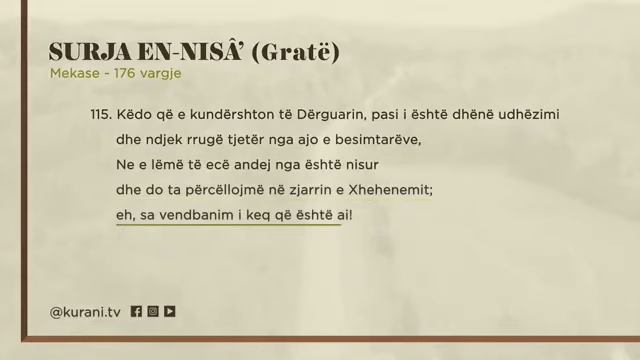 SURJA EN-NISÂ’ (Gratë)
Mekase - 176 vargje
115. Këdo që e kundërshton të Dërguarin, pasi i është dhënë udhëzimi
dhe ndjek rrugë tjetër nga ajo e besimtarëve,
Ne e lëmë të ecë andej nga është nisur
dhe do ta përcëllojmë në zjarrin e Xhehenemit;
eh, sa vendbanim i keq që është ai!
@kurani.tv